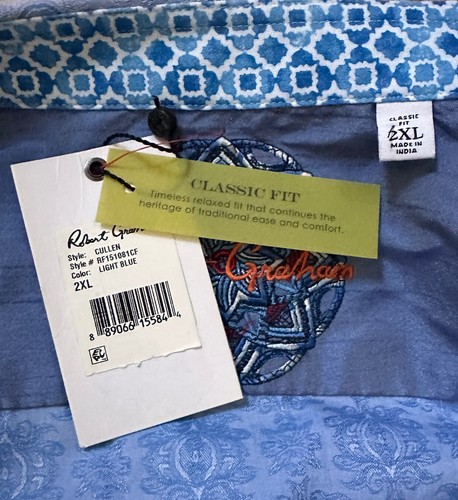 CLASSIC
FIT
2XL
MADE IN
INDIA
CLASSIC FIT
Timeless relaxed fit that continues the
heritage of traditional ease and comfort.
Graham
Robert Grah
Style: CULLEN
Style # RF151081CF
Color: LIGHT BLUE
2XL
8 89066 15584 4